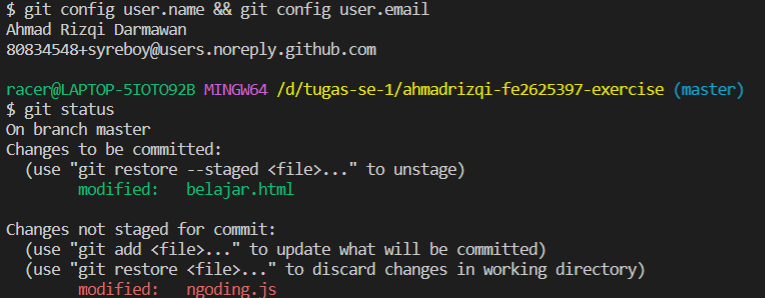 $ git config user.name && git config user.email
Ahmad Rizqi Darmawan
80834548+syreboy@users.noreply.github.com
racer@LAPTOP-5IOTO92B MINGW64 /d/tugas-se-1/ahmadrizqi-fe2625397-exercise (master)
$ git status
On branch master
Changes to be committed:
  (use "git restore --staged <file>..." to unstage)
        modified:   belajar.html
Changes not staged for commit:
  (use "git add <file>..." to update what will be committed)
  (use "git restore <file>..." to discard changes in working directory)
        modified:   ngoding.js